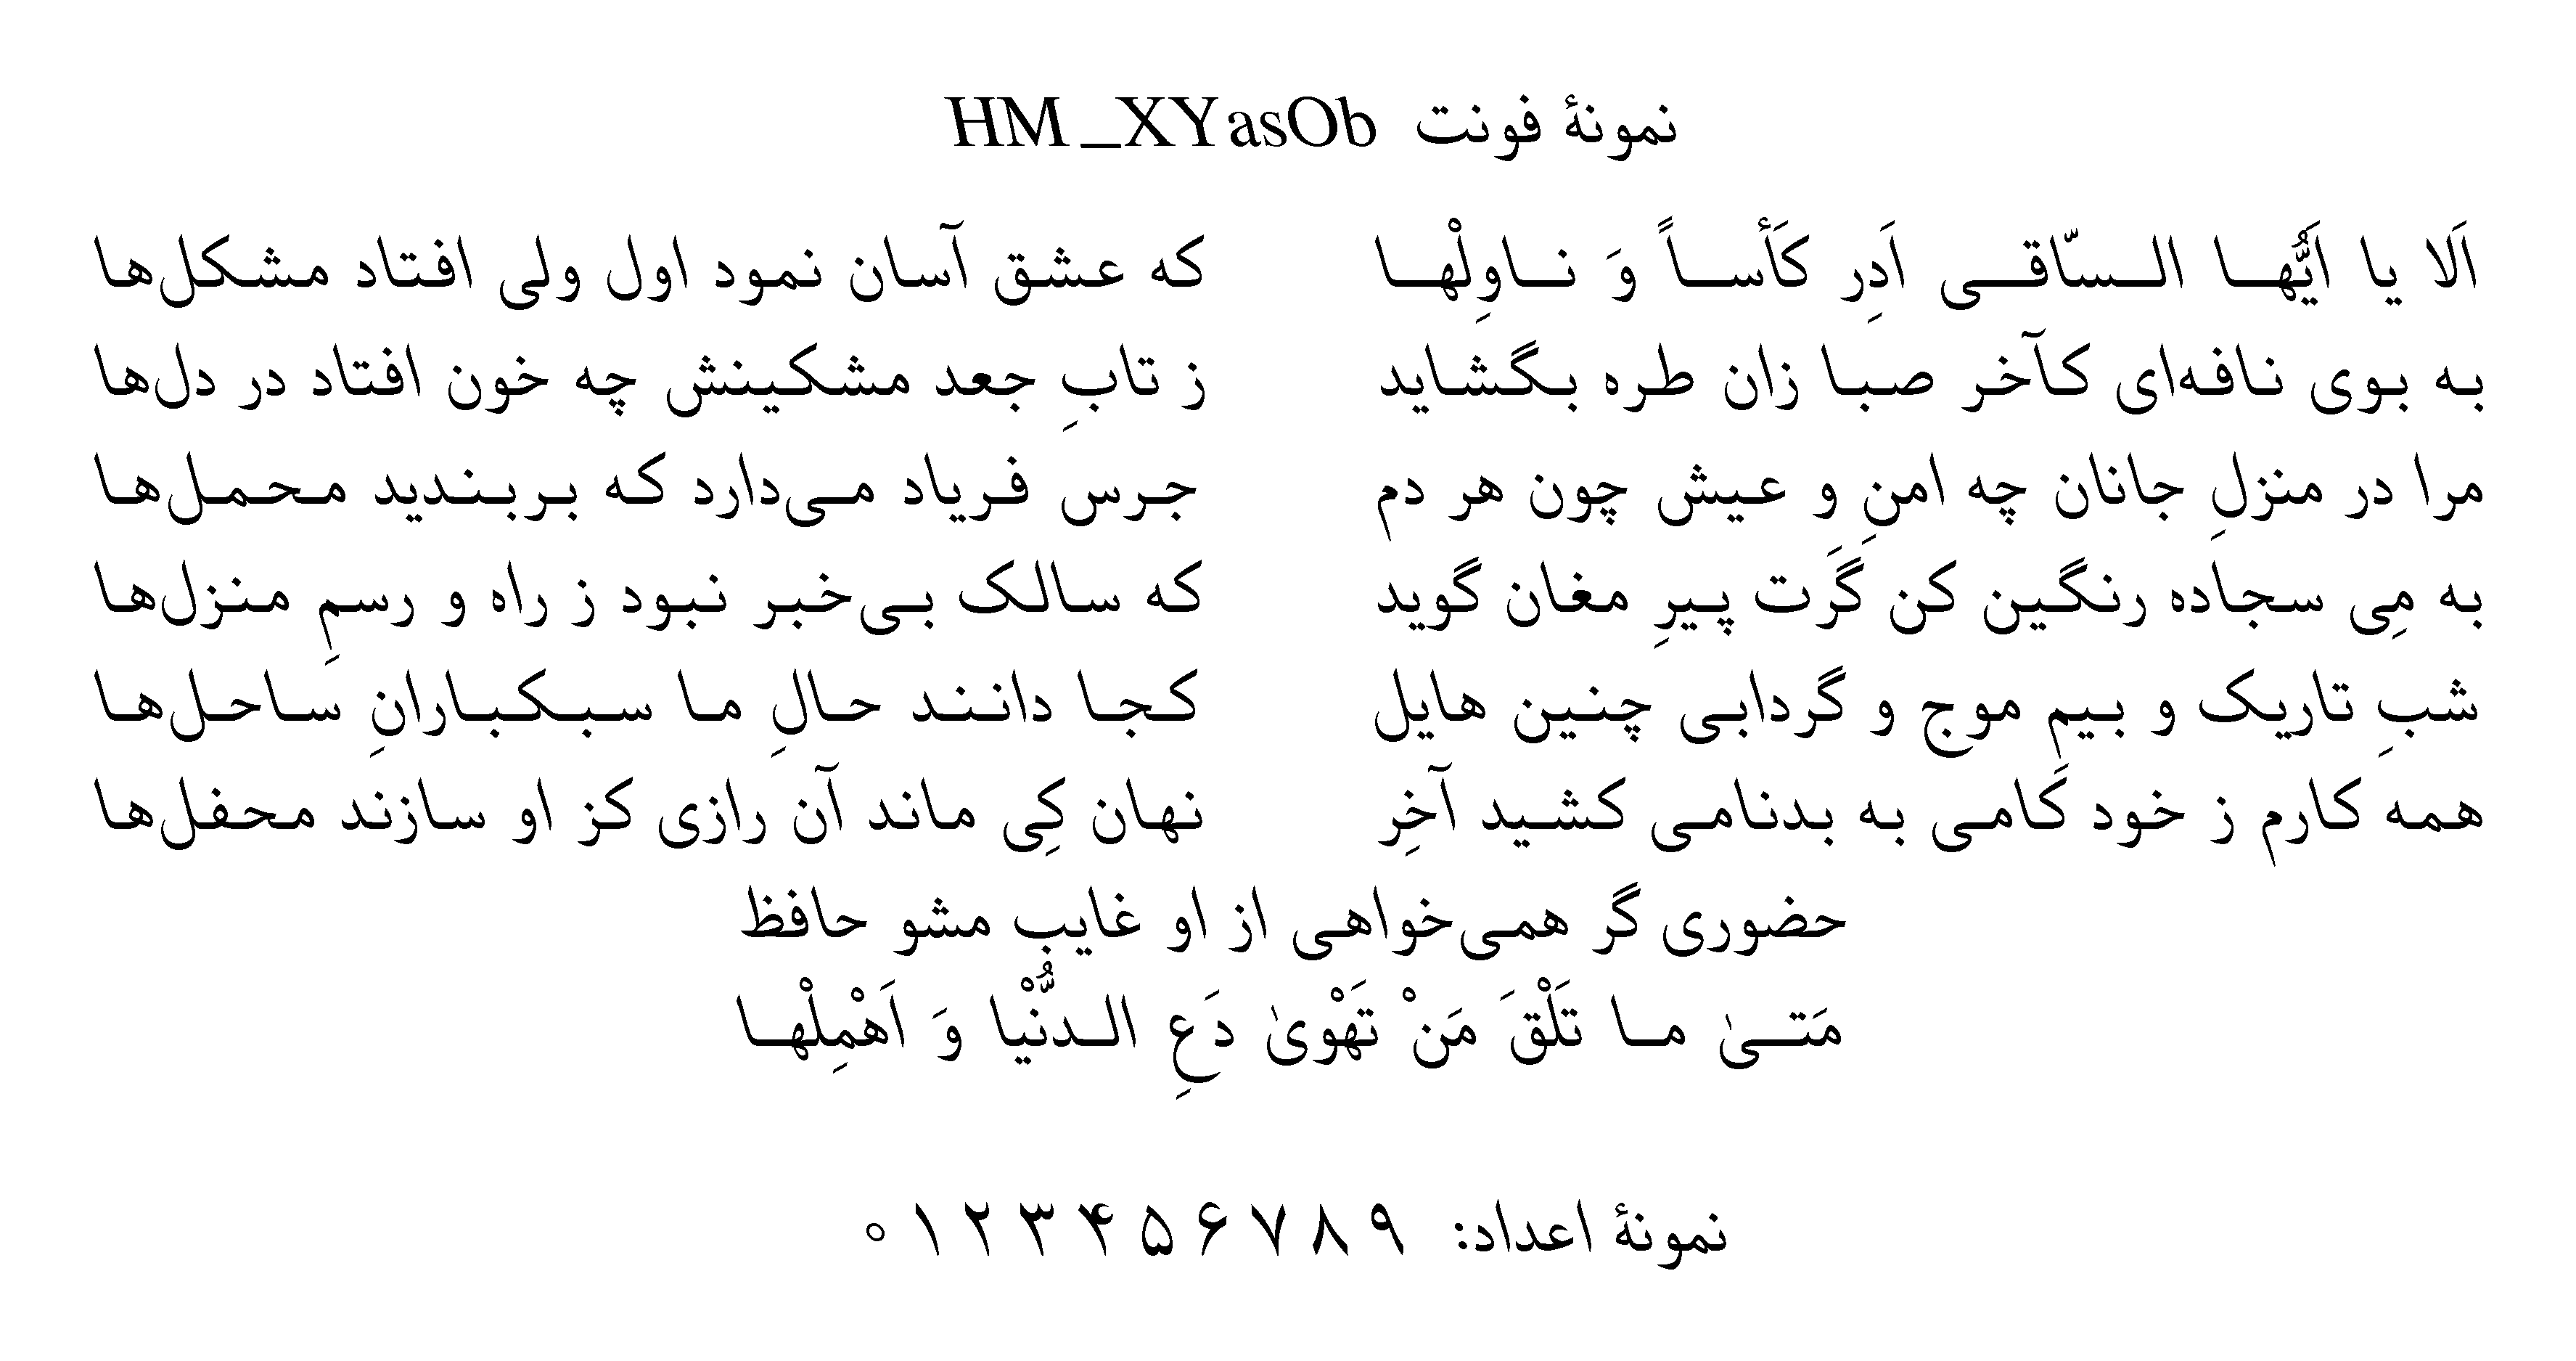 نمونهٔ فونت HM_XYasOb
اَلا یا اَیُّها السّاقی اَدِر کَأساً وَ ناوِلْها که عشق آسان نمود اول ولی افتاد مشکل‌ها
به بوی نافه‌ای کآخر صبا زان طره بگشاید ز تابِ جعد مشکینش چه خون افتاد در دل‌ها
مرا در منزلِ جانان چه امنِ و عیش چون هر دم جرس فریاد می‌دارد که بربندید محمل‌ها
به مِی سجاده رنگین کن گَرَت پیرِ مغان گوید که سالک بی‌خبر نبود ز راه و رسمِ منزل‌ها
شبِ تاریک و بیم موج و گردابی چنین هایل کجا دانند حالِ ما سبکبارانِ ساحل‌ها
همه کارم ز خود کَامی به بدنامی کشید آخِر نهان کِی ماند آن رازی کز او سازند محفل‌ها
حضوری گر همی‌خواهی از او غایب مشو حافظ
مَتیٰ ما تَلْقَ مَنْ تَهْویٰ دَعِ الدُّنْیا وَ اَهْمِلْها
نمونهٔ اعداد: ۰ ۱ ۲ ۳ ۴ ۵ ۶ ۷ ۸ ۹